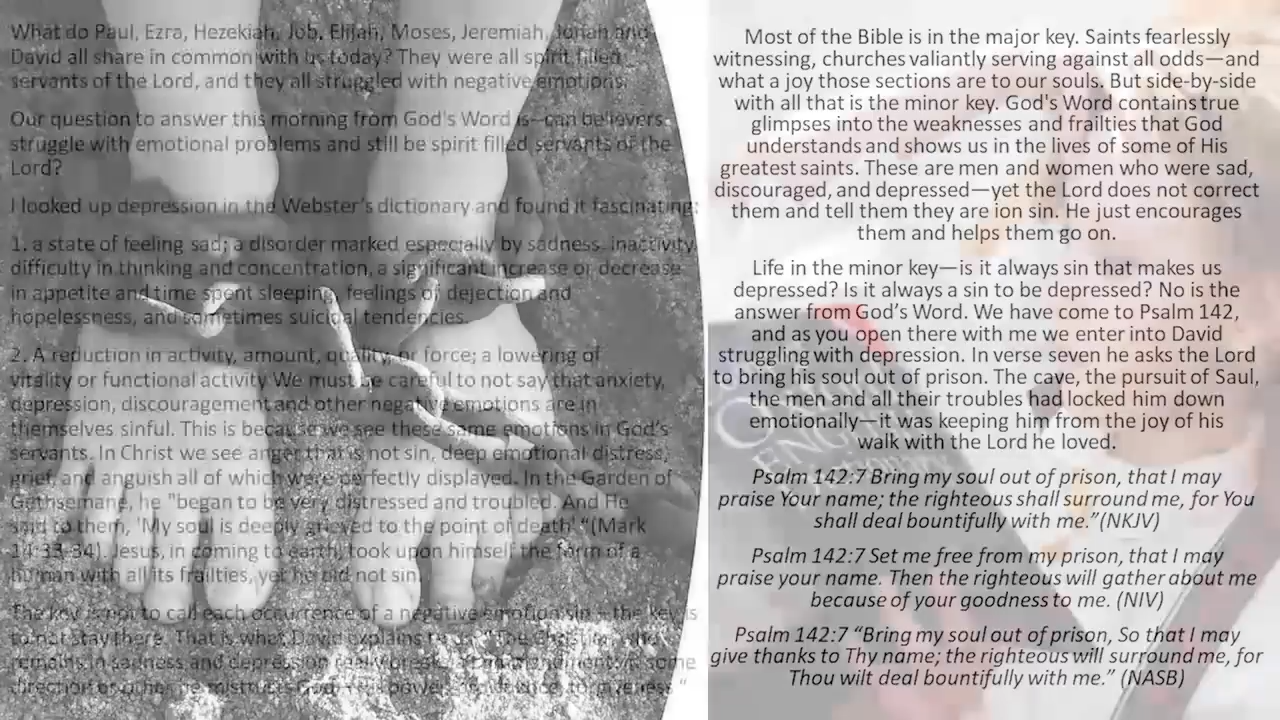 What do Paul, Ezra, Hezekiah, Job, Elijah, Moses, Jeremiah, Jonah and
David all share in common with us today? They were all spirit filled
servants of the Lord, and they all struggled with negative emotions.
Our question to answer this morning from God's Word is--can believers
struggle with emotional problems and still be spirit filled servants of the
Lord?
I looked up depression in the Webster's dictionary and found it fascinating:
1. a state of feeling sad; a disorder marked especially by sadness, inactivity,
difficulty in thinking and concentration, a significant increase or decrease
in appetite and time spent sleeping, feelings of dejection and
hopelessness, and sometimes suicidal tendencies.
2. A reduction in activity, amount, quality, or force; a lowering of
vitality or functional activity We must be careful to not say that anxiety,
depression, discouragement and other negative emotions are in
themselves sinful. This is because we see these same emotions in God's
servants. In Christ we see anger that is not sin, deep emotional distress,
grief, and anguish all of which were perfectly displayed. In the Garden of
Gethsemane, he "began to be very distressed and troubled. And He
said to them, 'My soul is deeply grieved to the point of death' “(Mark
14:33-34). Jesus, in coming to earth, took upon himself the form of a
human with all its frailties, yet he did not sin.
The key is not to call each occurrence of a negative emotion sin – the key is
to not stay there. That is what David explains to us. "The Christian who
remains in sadness and depression really breaks a commandment: in some
direction or other he mistrusts God
Most of the Bible is in the major key. Saints fearlessly
witnessing, churches valiantly serving against all odds—and
what a joy those sections are to our souls. But side-by-side
with all that is the minor key. God's Word contains true
glimpses into the weaknesses and frailties that God
understands and shows us in the lives of some of His
greatest saints. These are men and women who were sad,
discouraged, and depressed—yet the Lord does not correct
them and tell them they are ion sin. He just encourages
them and helps them go on.
Life in the minor key—is it always sin that makes us
depressed? Is it always a sin to be depressed? No is the
answer from God’s Word. We have come to Psalm 142,
and as you open there with me we enter into David
struggling with depression. In verse seven he asks the Lord
to bring his soul out of prison. The cave, the pursuit of Saul,
the men and all their troubles had locked him down
emotionally—it was keeping him from the joy of his
walk with the Lord he loved.
Psalm 142:7 Bring my soul out of prison, that I may
praise Your name; the righteous shall surround me, for You
shall deal bountifully with me.”(NKJV)
Psalm 142:7 Set me free from my prison, that I may
praise your name. Then the righteous will gather about me
because of your goodness to me. (NIV)
Psalm 142:7 “Bring my soul out of prison, So that I may
give thanks to Thy name; the righteous will surround me, for
Thou wilt deal bountifully with me.” (NASB)